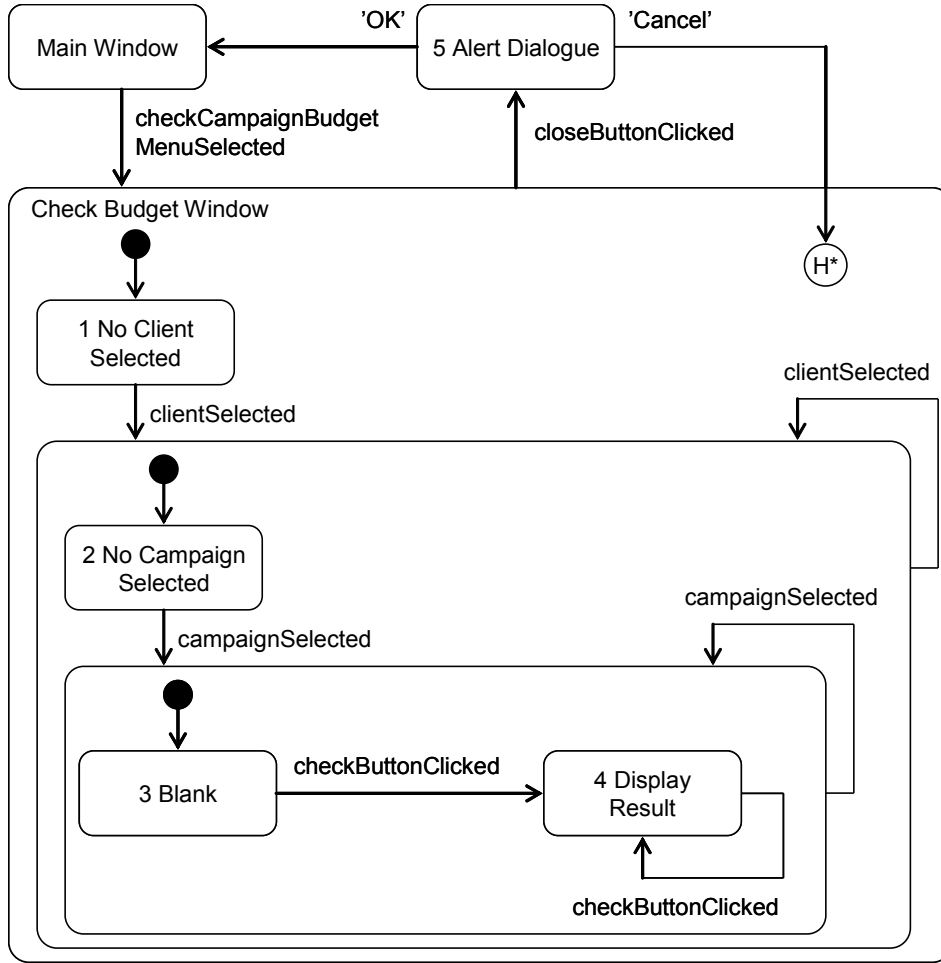 'OK'
'Cancel'
Main Window
5 Alert Dialogue
checkCampaignBudget
MenuSelected
closeButtonClicked
Check Budget Window
H*
1 No Client
Selected
clientSelected
clientSelected
2 No Campaign
Selected
campaignSelected
campaignSelected
3 Blank
checkButtonClicked
4 Display
Result
checkButtonClicked